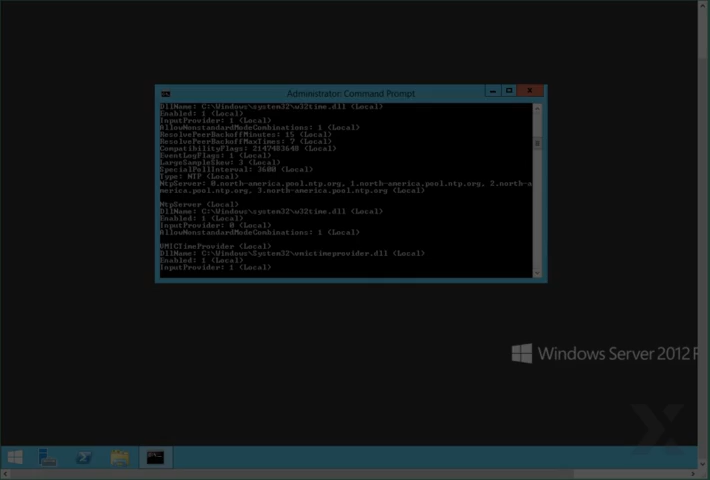 Administrator: Command Prompt
DllName: C:\Windows\system32\w32time.dll (Local)
Enabled: 1 (Local)
InputProvider: 1 (Local)
AllowNonstandardModeCombinations: 1 (Local)
ResolvePeerBackoffMinutes: 15 (Local)
ResolvePeerBackoffMaxTimes: 7 (Local)
CompatibilityFlags: 2147483648 (Local)
EventLogFlags: 1 (Local)
LargeSampleSkew: 3 (Local)
SpecialPollInterval: 3600 (Local)
Type: NTP (Local)
NtpServer: 0.north-america.pool.ntp.org, 1.north-america.pool.ntp.org, 2.north-a
merica.pool.ntp.org, 3.north-america.pool.ntp.org (Local)
NtpServer (Local)
DllName: C:\Windows\system32\w32time.dll (Local)
Enabled: 1 (Local)
InputProvider: 0 (Local)
AllowNonstandardModeCombinations: 1 (Local)
VMICTimeProvider (Local)
DllName: C:\Windows\System32\vmictimeprovider.dll (Local)
Enabled: 1 (Local)
InputProvider: 1 (Local)
Windows Server 2012 R